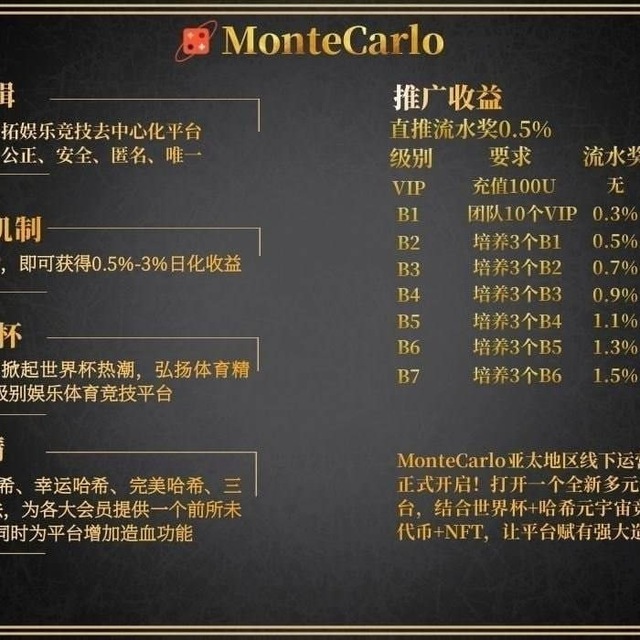 MonteCarlo
拓娱乐竞技去中心化平台
公正、安全、匿名、唯一
机制
，即可获得0.5%-3%日化收益
杯
掀起世界杯热潮，弘扬体育精
级别娱乐体育竞技平台
希、幸运哈希、完美哈希、三
，为各大会员提供一个前所未
同时为平台增加造血功能
推广收益
直推流水奖0.5%
级别 要求 流水奖
VIP 充值100U 无
B1 团队10个VIP 0.3%
B2 培养3个B1 0.5%
B3 培养3个B2 0.7%
B4 培养3个B3 0.9%
B5 培养3个B4 1.1%
B6 培养3个B5 1.3%
B7 培养3个B6 1.5%
MonteCarlo亚太地区线下运营
正式开启！打开一个全新多元
台，结合世界杯+哈希元宇宙竞
代币+NFT，让平台赋有强大造